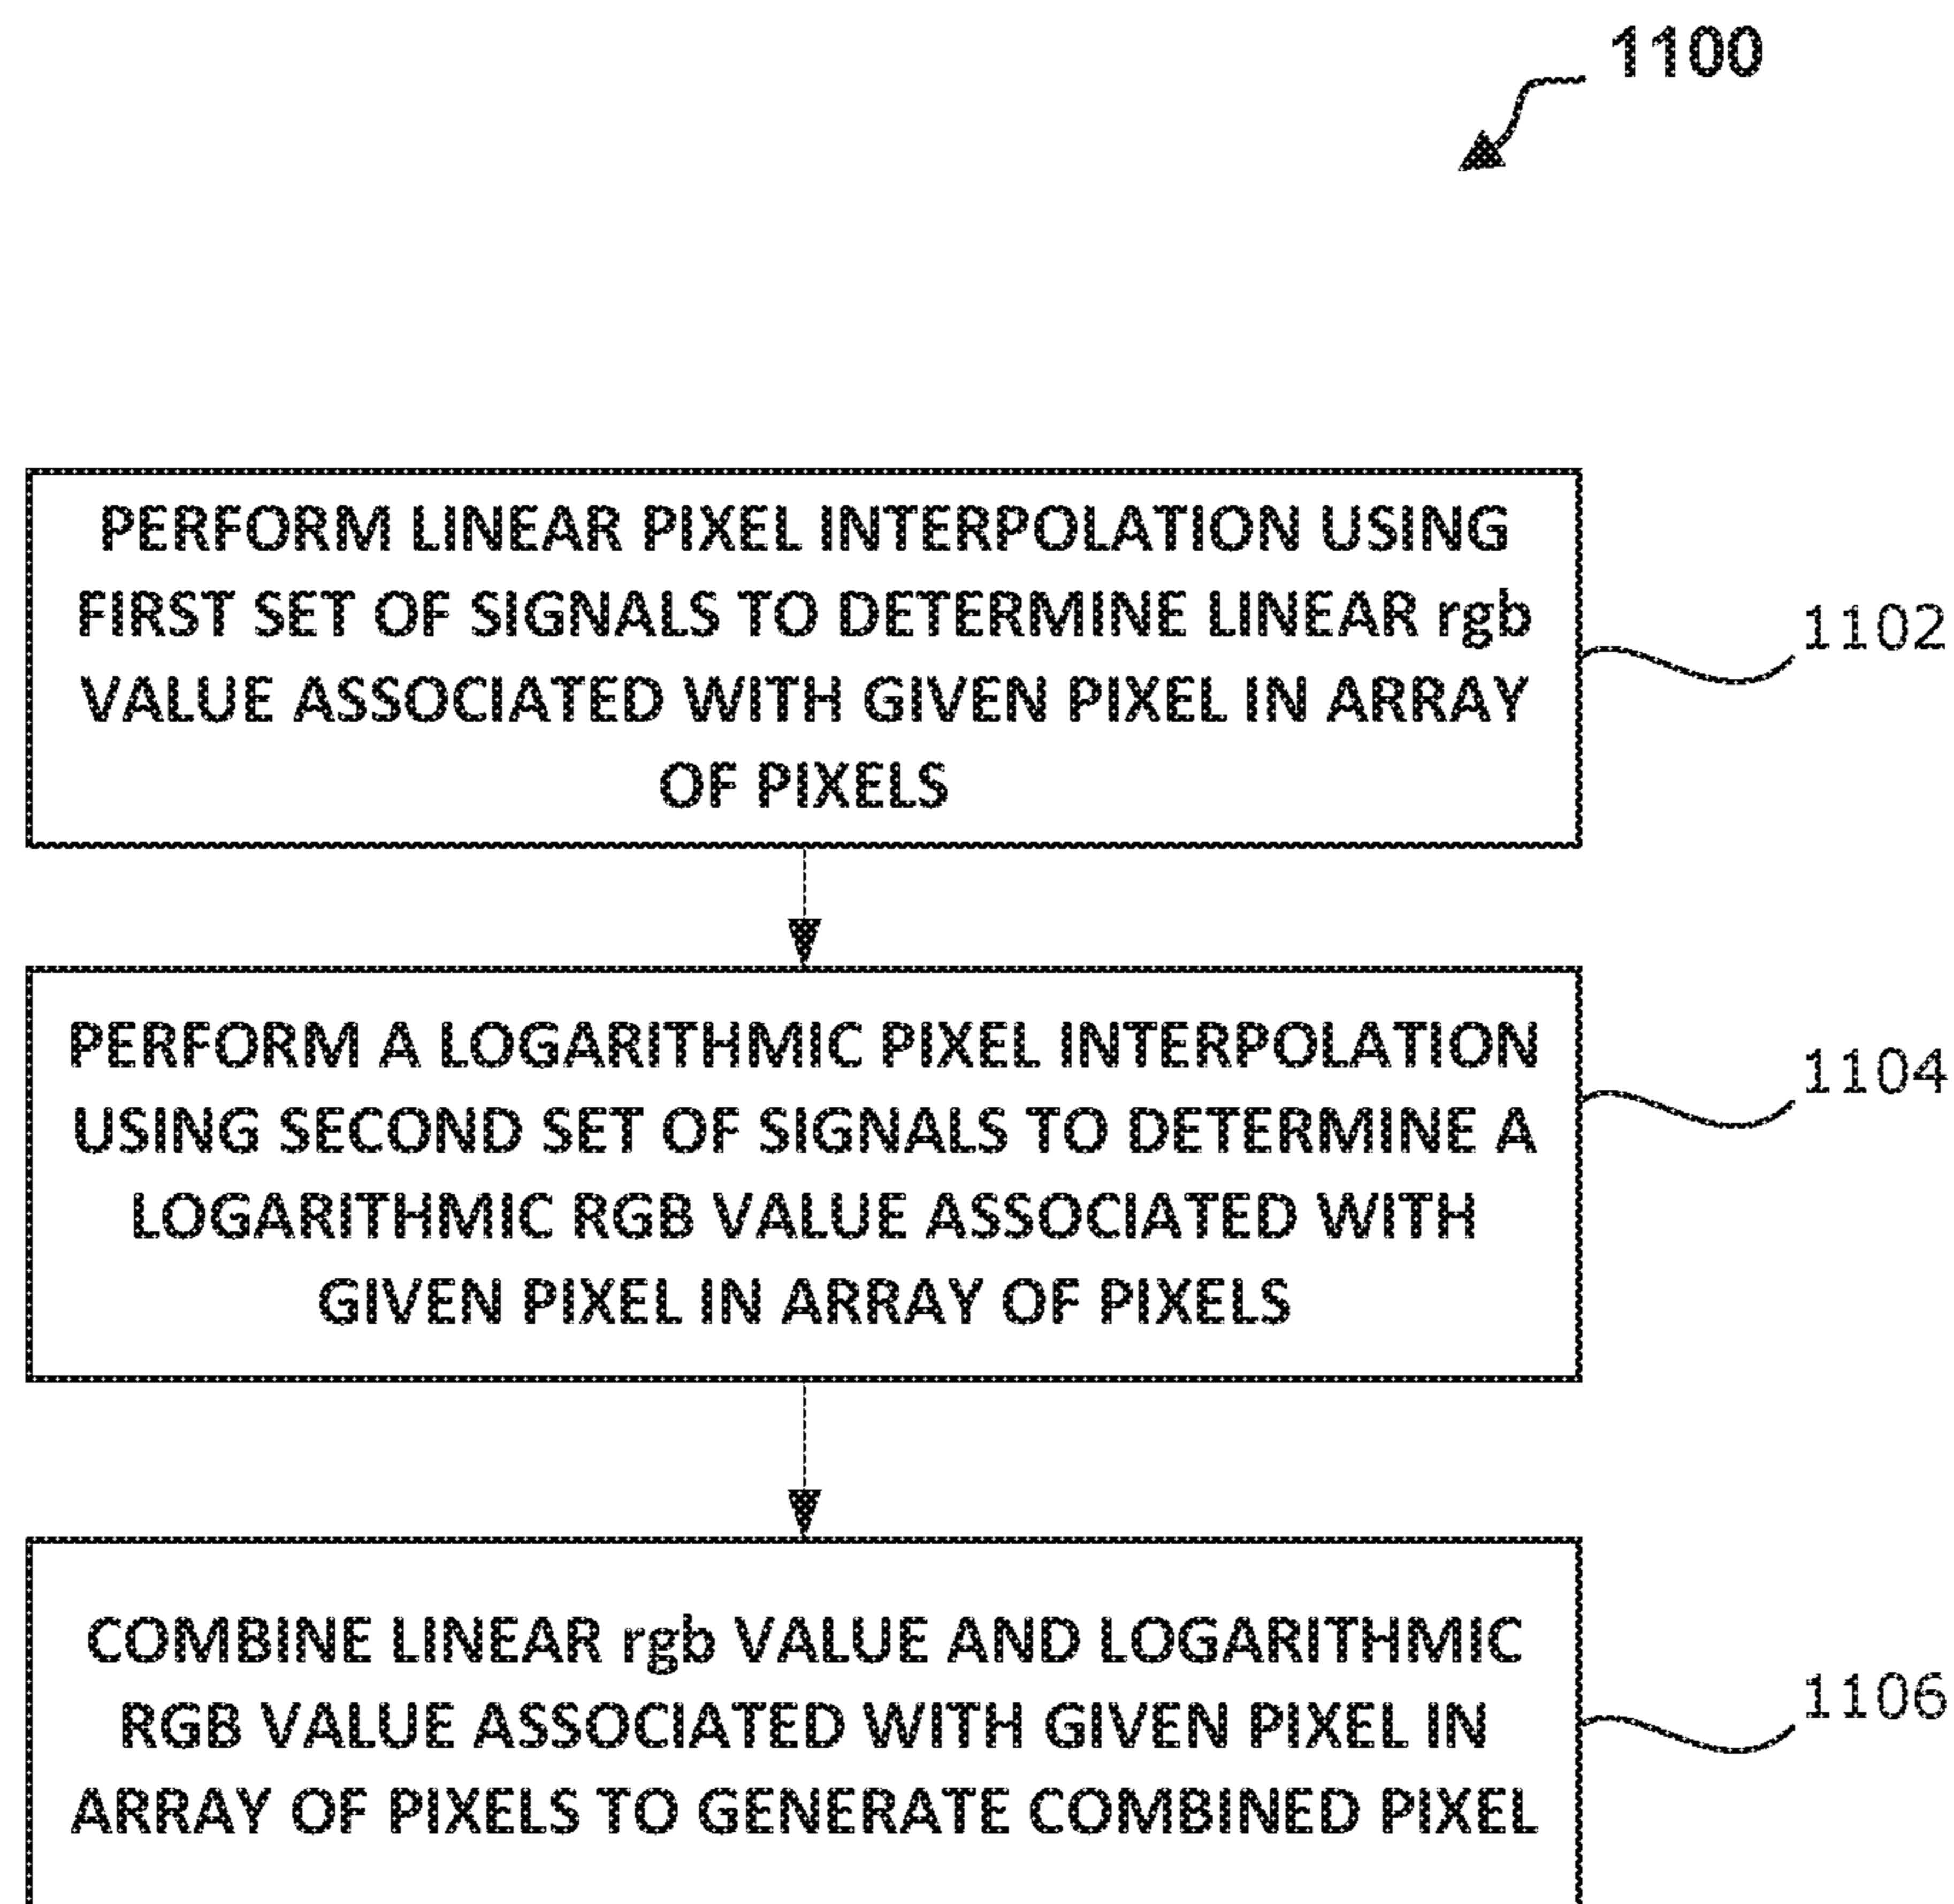 1100
PERFORM LINEAR PIXEL INTERPOLATION USING
FIRST SET OF SIGNALS TO DETERMINE LINEAR rgb
VALUE ASSOCIATED WITH GIVEN PIXEL IN ARRAY
OF PIXELS
1102
PERFORM A LOGARITHMIC PIXEL INTERPOLATION
USING SECOND SET OF SIGNALS TO DETERMINE A
LOGARITHMIC RGB VALUE ASSOCIATED WITH
GIVEN PIXEL IN ARRAY OF PIXELS
1104
COMBINE LINEAR rgb VALUE AND LOGARITHMIC
RGB VALUE ASSOCIATED WITH GIVEN PIXEL IN
ARRAY OF PIXELS TO GENERATE COMBINED PIXEL
1106